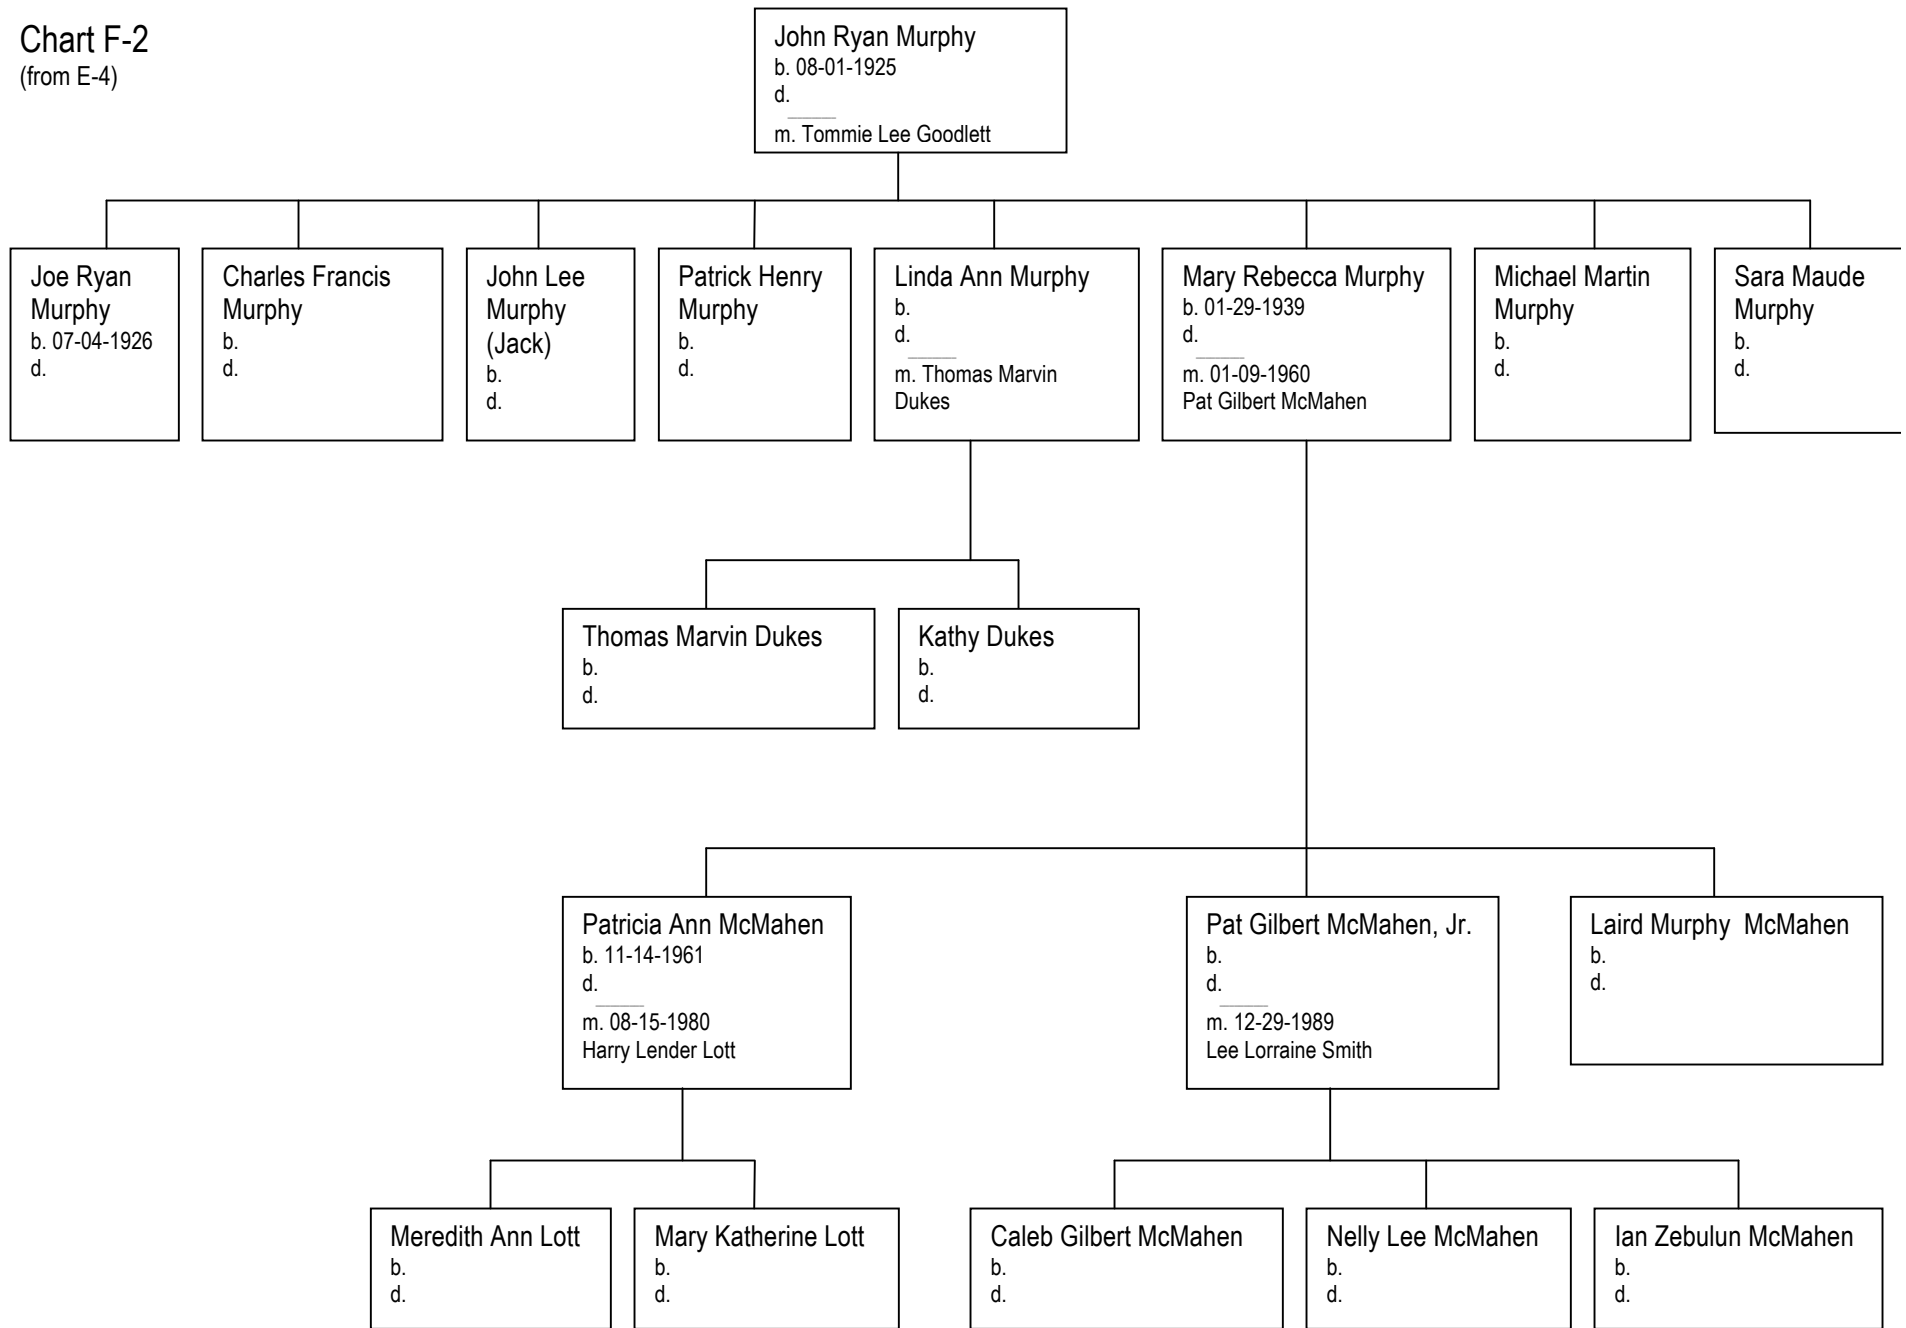 Chart F-2
(from E-4)
John Ryan Murphy
b. 08-01-1925
d.
m. Tommie Lee Goodlett
Joe Ryan
Murphy
b. 07-04-1926
d.
Charles Francis
Murphy
b.
d.
John Lee
Murphy
(Jack)
b.
d.
Patrick Henry
Murphy
b.
d.
Linda Ann Murphy
b.
d.
m. Thomas Marvin
Dukes
Mary Rebecca Murphy
b. 01-29-1939
d.
m. 01-09-1960
Pat Gilbert McMahen
Michael Martin
Murphy
b.
d.
Sara Maude
Murphy
b.
d.
Thomas Marvin Dukes
b.
d.
Kathy Dukes
b.
d.
Patricia Ann McMahen
b. 11-14-1961
d.
m. 08-15-1980
Harry Lender Lott
Pat Gilbert McMahen, Jr.
b.
d.
m. 12-29-1989
Lee Lorraine Smith
Laird Murphy  McMahen
b.
d.
Meredith Ann Lott
b.
d.
Mary Katherine Lott
b.
d.
Caleb Gilbert McMahen
b.
d.
Nelly Lee McMahen
b.
d.
Ian Zebulun McMahen
b.
d.